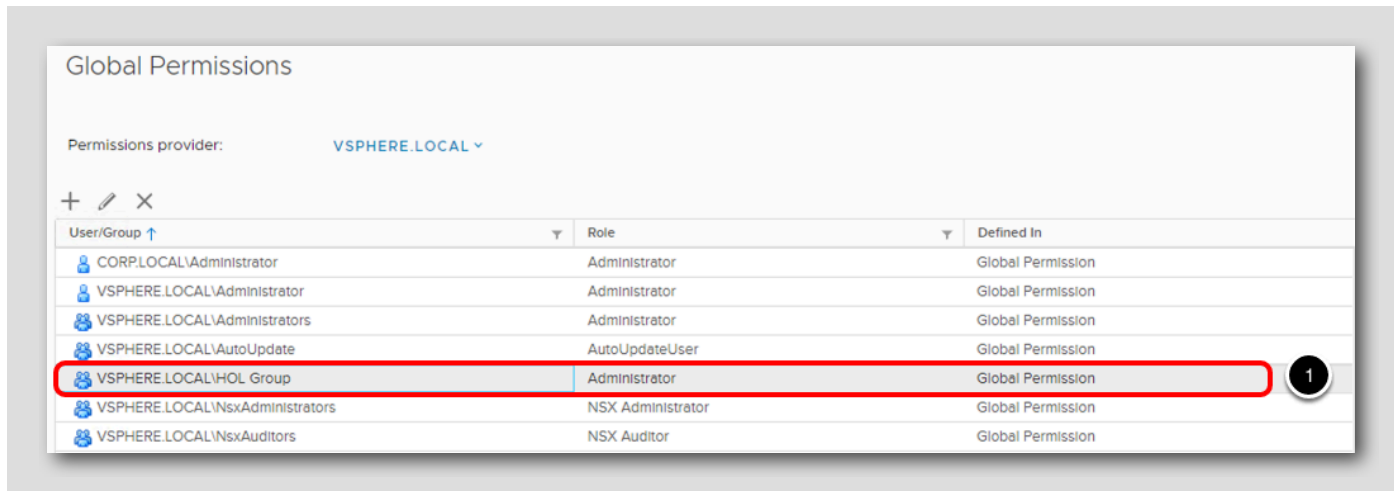 Global Permissions
Permissions provider: VSPHERE.LOCAL
User/Group Role Defined In
CORP.LOCAL\Administrator Administrator Global Permission
VSPHERE.LOCAL\Administrator Administrator Global Permission
VSPHERE.LOCAL\Administrators Administrator Global Permission
VSPHERE.LOCAL\AutoUpdate AutoUpdateUser Global Permission
VSPHERE.LOCAL\HOL Group Administrator Global Permission 1
VSPHERE.LOCAL\NsxAdministrators NSX Administrator Global Permission
VSPHERE.LOCAL\NsxAuditors NSX Auditor Global Permission